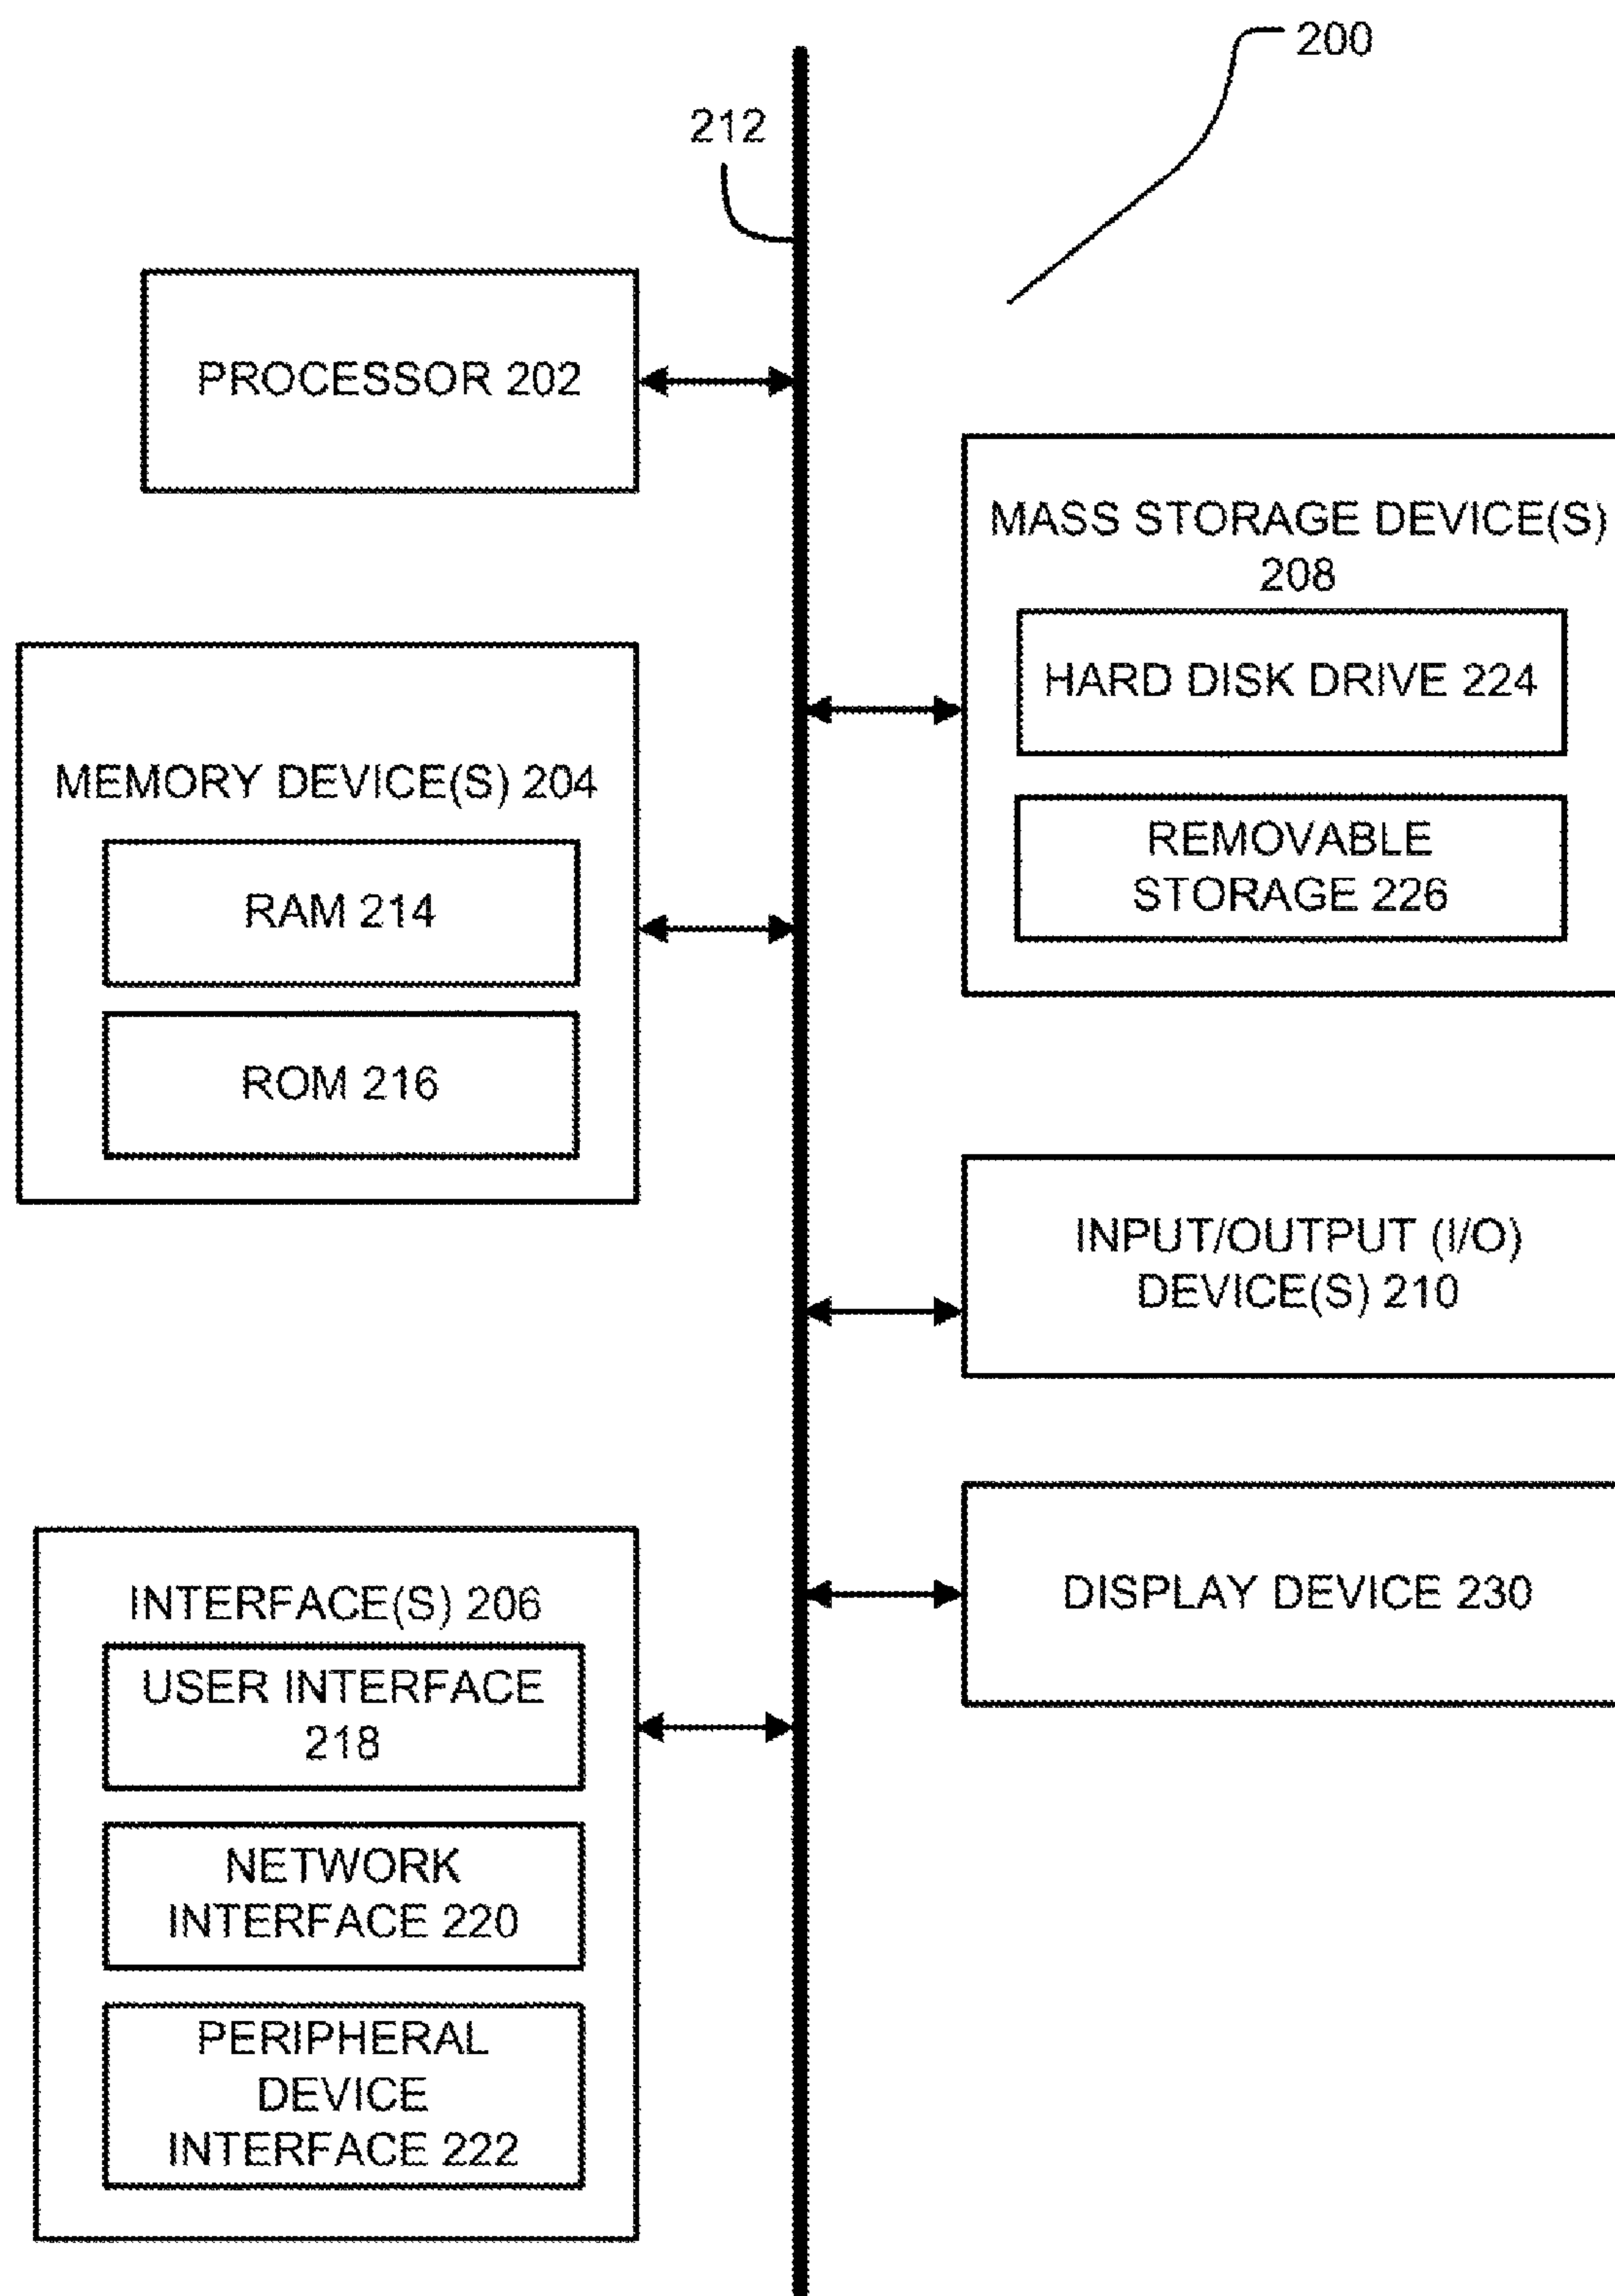 200
212
PROCESSOR 202
MASS STORAGE DEVICE(S)
208
HARD DISK DRIVE 224
REMOVABLE
STORAGE 226
MEMORY DEVICE(S) 204
RAM 214
ROM 216
INPUT/OUTPUT (I/O)
DEVICE(S) 210
DISPLAY DEVICE 230
INTERFACE(S) 206
USER INTERFACE
218
NETWORK
INTERFACE 220
PERIPHERAL
DEVICE
INTERFACE 222